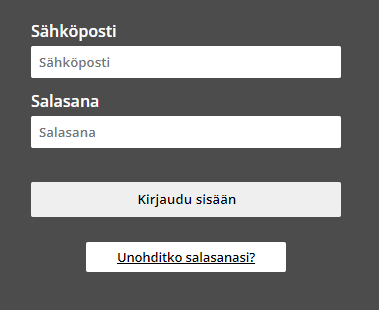 Sähköposti
Sähköposti
Salasana
Salasana
Kirjaudu sisään
Unohditko salasanasi?